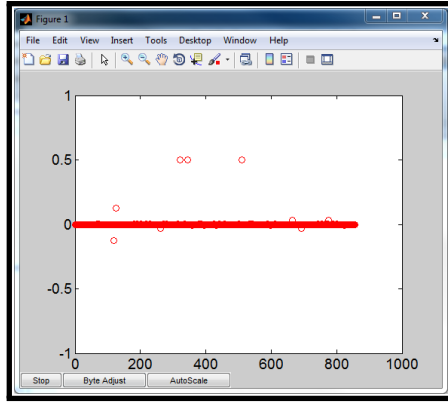 Figure 1
File Edit View Insert Tools Desktop Window Help
1
0.5
0
-0.5
-1
0 200 400 600 800 1000
Stop Byte Adjust AutoScale